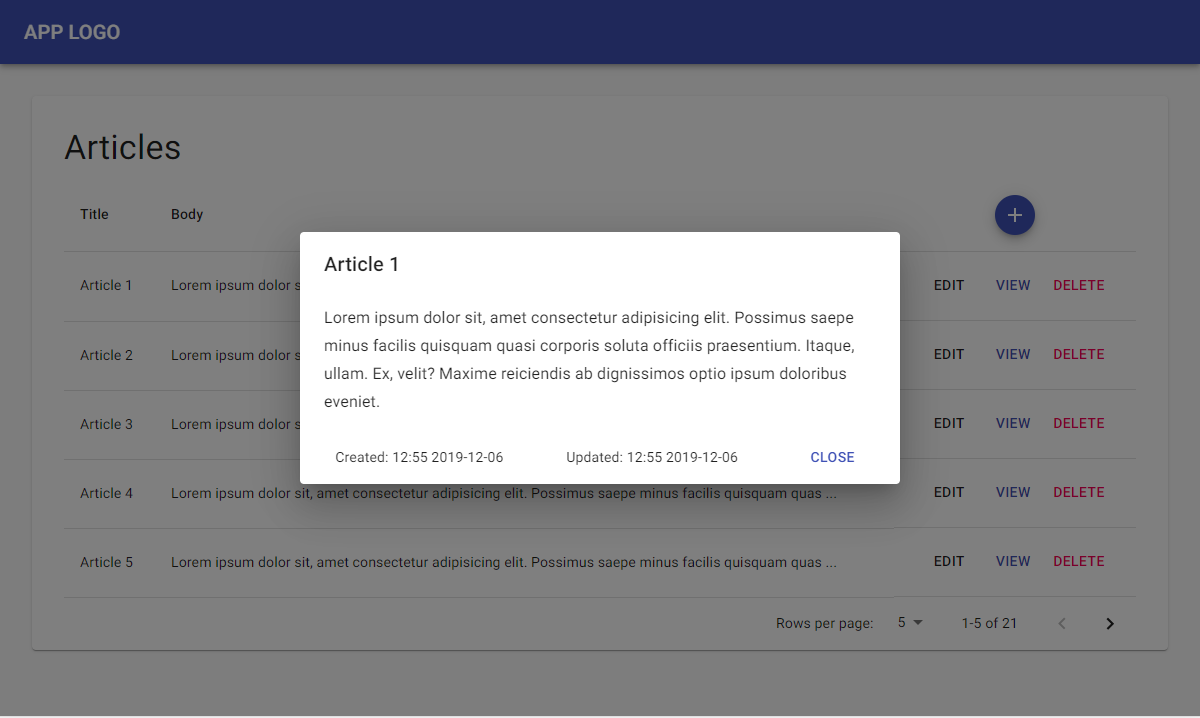 APP LOGO
Articles
Title Body
Article 1
Article 1 Lorem ipsum dolor s EDIT VIEW DELETE
Lorem ipsum dolor sit, amet consectetur adipisicing elit. Possimus saepe
minus facilis quisquam quasi corporis soluta officiis praesentium. Itaque,
Article 2 Lorem ipsum dolor s EDIT VIEW DELETE
ullam. Ex, velit? Maxime reiciendis ab dignissimos optio ipsum doloribus
eveniet.
Article 3 Lorem ipsum dolor s EDIT VIEW DELETE
Created: 12:55 2019-12-06 Updated: 12:55 2019-12-06 CLOSE
Article 4 Lorem ipsum dolor sit, amet consectetur adipisicing elit. Possimus saepe minus facilis quisquam quas ... EDIT VIEW DELETE
Article 5 Lorem ipsum dolor sit, amet consectetur adipisicing elit. Possimus saepe minus facilis quisquam quas ... EDIT VIEW DELETE
Rows per page: 5 1-5 of 21